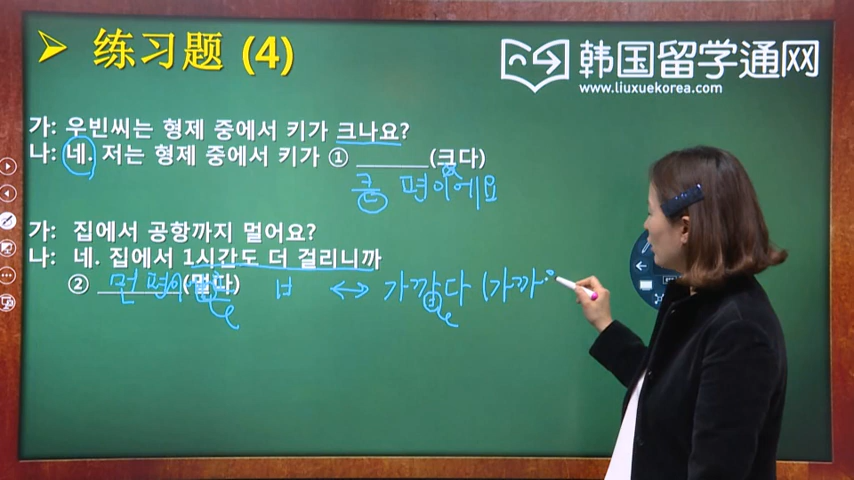 练习题 (4)
韩国留学通网
www.liuxuekorea.com
가: 우빈씨는 형제 중에서 키가 크나요?
나: 네. 저는 형제 중에서 키가 ① ______(크다)
큰 편이에요
가: 집에서 공항까지 멀어요?
나: 네. 집에서 1시간도 더 걸리니까
② ______(멀다)
먼 편이 ↔ 가깝다 (가까